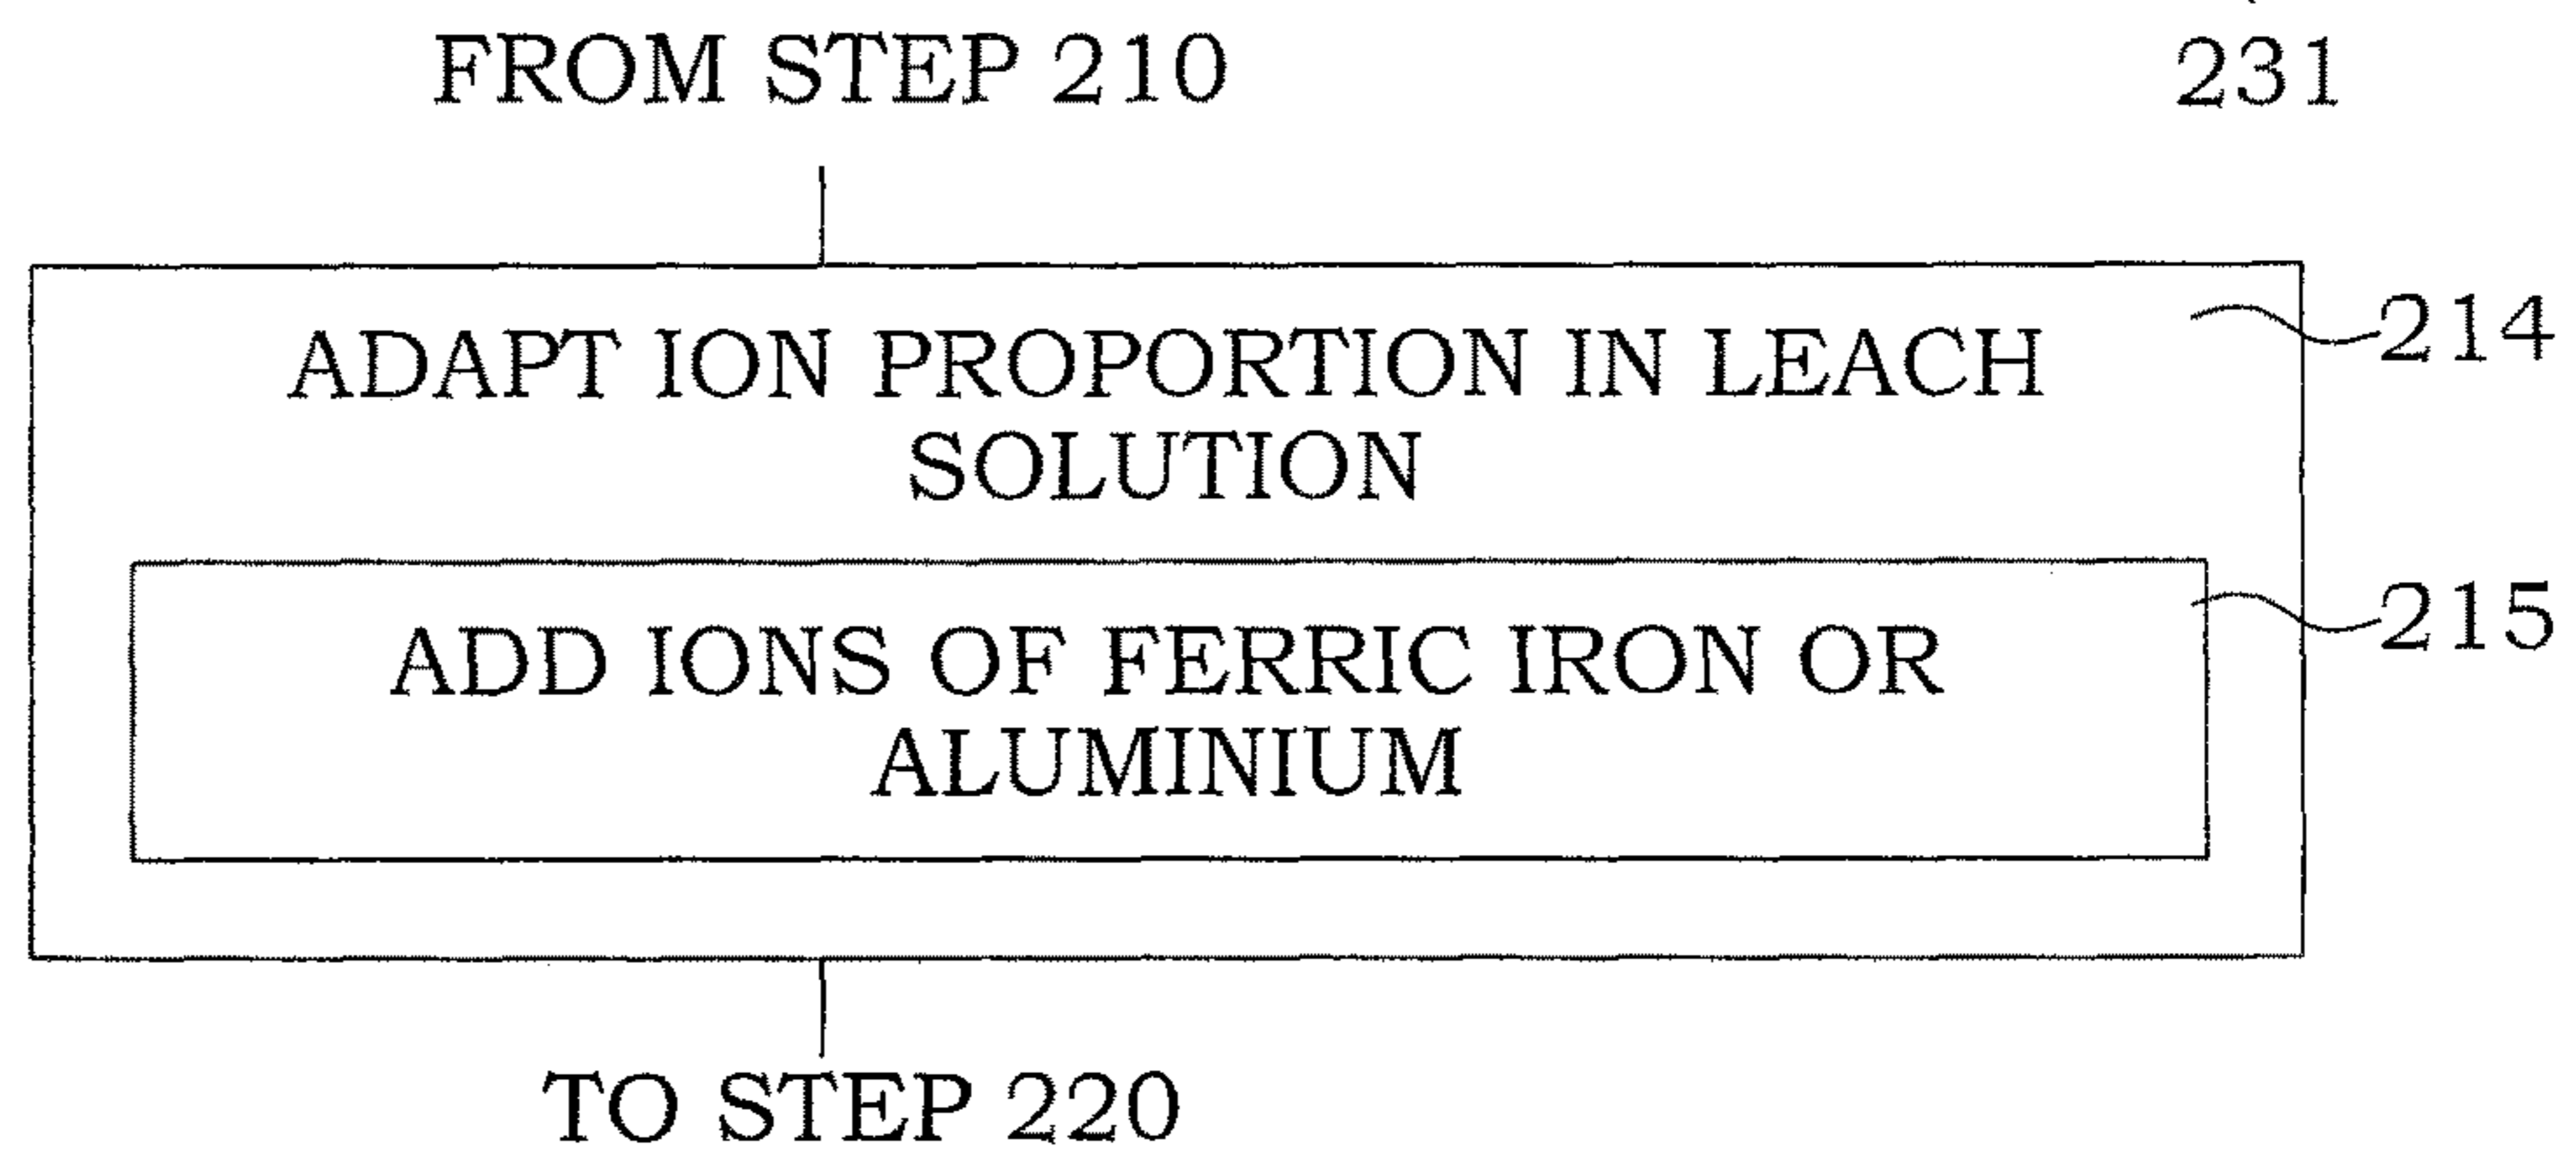 FROM STEP 210
231
ADAPT ION PROPORTION IN LEACH
SOLUTION
214
ADD IONS OF FERRIC IRON OR
ALUMINIUM
215
TO STEP 220